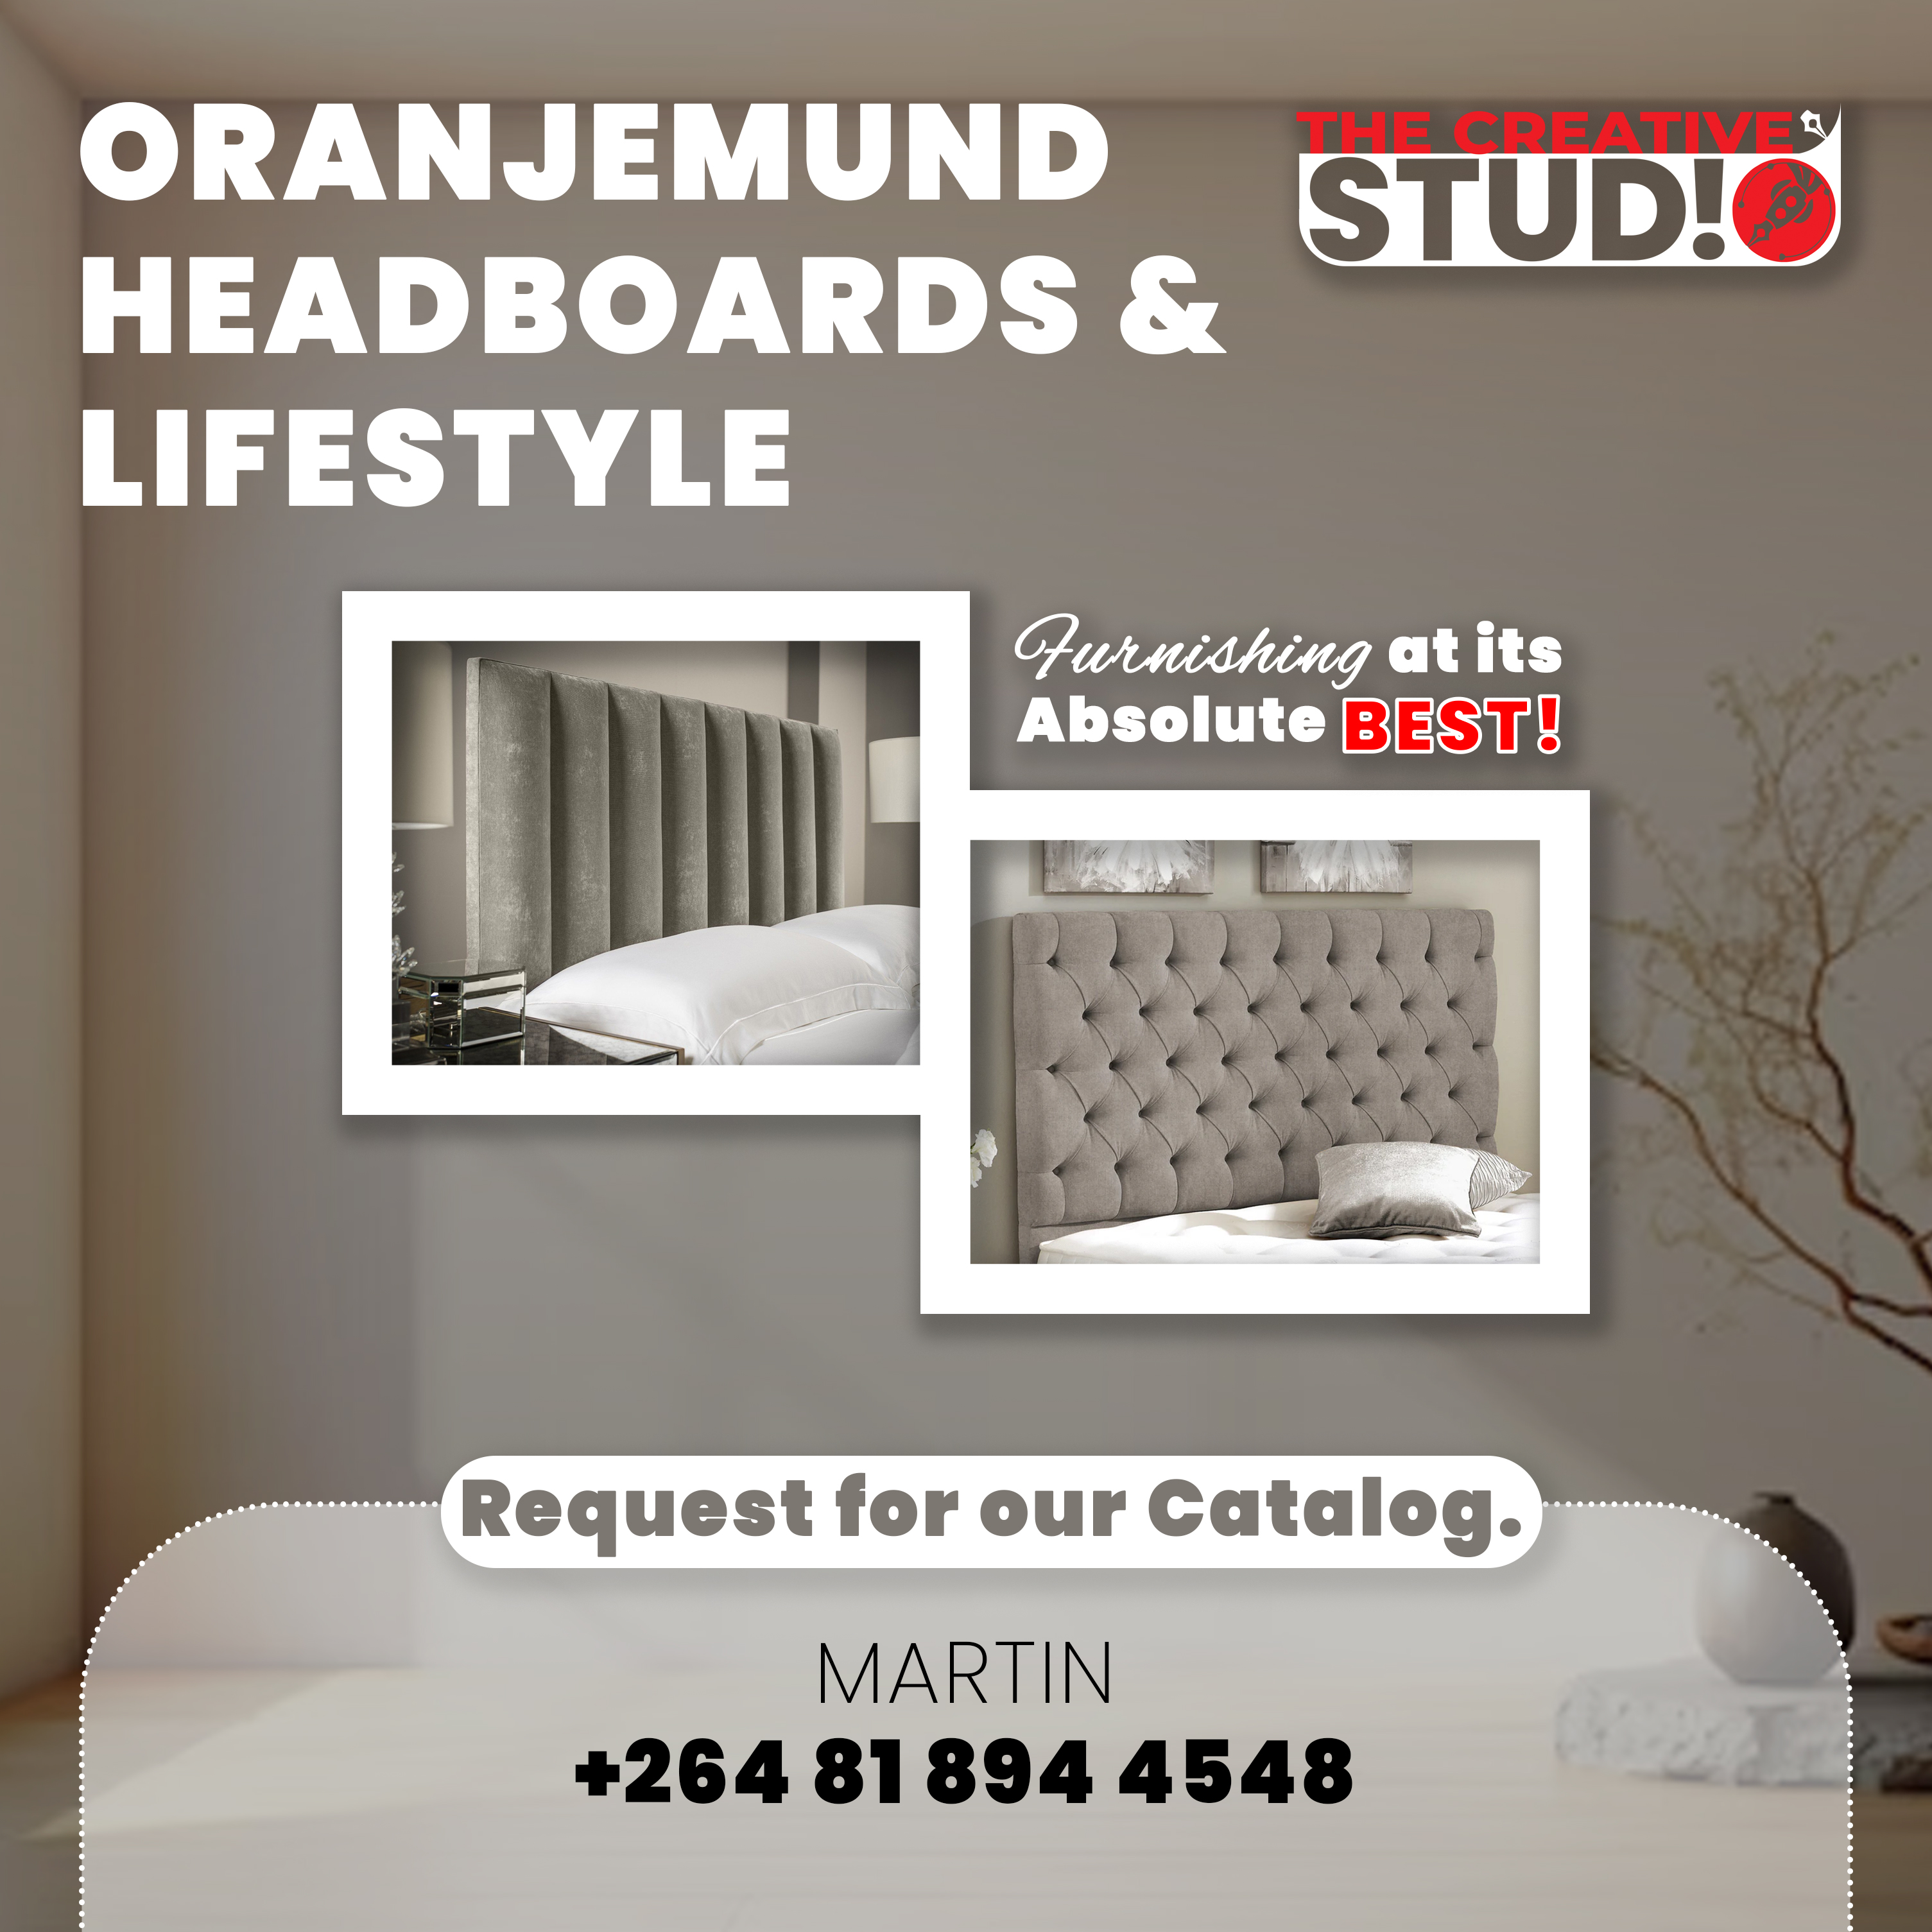 ORANJEMUND
HEADBOARDS &
LIFESTYLE
THE CREATIVE
STUD!O
Furnishing at its
Absolute BEST!
Request for our Catalog.
MARTIN
+264 81 894 4548